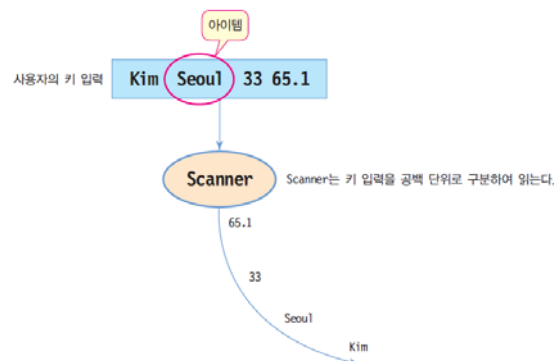 아이템
사용자의 키 입력 Kim Seoul 33 65.1
Scanner Scanner는 키 입력을 공백 단위로 구분하여 읽는다.
65.1
33
Seoul
Kim